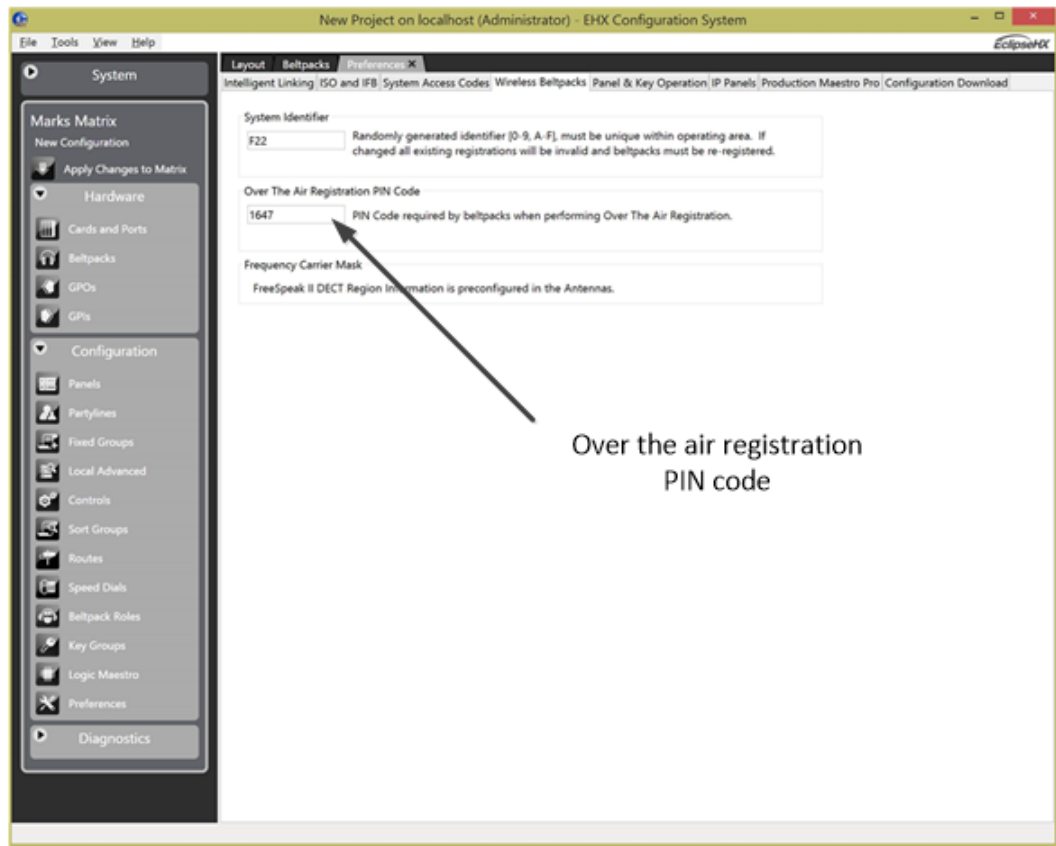 New Project on localhost (Administrator) - EHX Configuration System
File Tools View Help
EclipseHX
System
Marks Matrix
New Configuration
Apply Changes to Matrix
Hardware
Cards and Ports
Beltpacks
GPOs
GPIs
Configuration
Panels
Partylines
Fixed Groups
Local Advanced
Controls
Sort Groups
Routes
Speed Dials
Beltpack Roles
Key Groups
Logic Maestro
Preferences
Diagnostics
Layout Beltpacks Preferences
Intelligent Linking ISO and IFB System Access Codes Wireless Beltpacks Panel & Key Operation IP Panels Production Maestro Pro Configuration Download
System Identifier
F22
Randomly generated identifier [0-9, A-F], must be unique within operating area. If
changed all existing registrations will be invalid and beltpacks must be re-registered.
Over The Air Registration PIN Code
1647
PIN Code required by beltpacks when performing Over The Air Registration.
Frequency Carrier Mask
FreeSpeak II DECT Region Information is preconfigured in the Antennas.
Over the air registration
PIN code